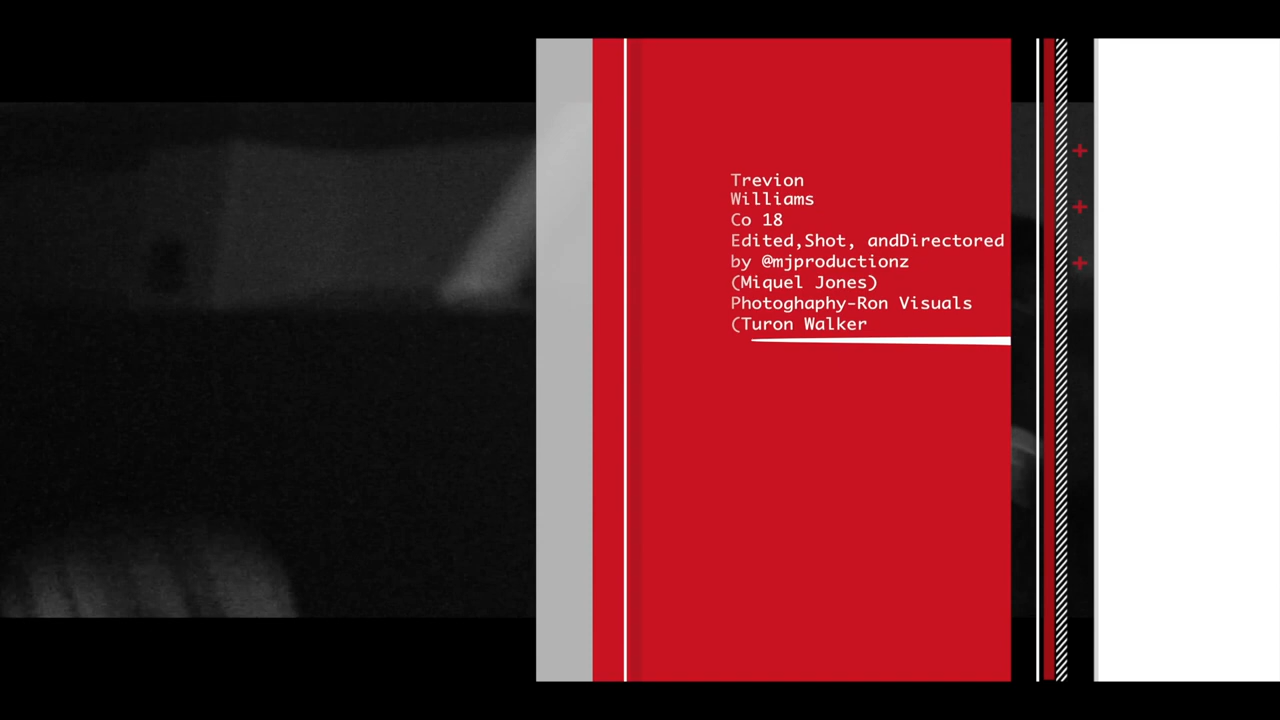 Trevion
Williams
Co 18
Edited,Shot, andDirectored
by @mjproductionz
(Miquel Jones)
Photoghaphy-Ron Visuals
(Turon Walker